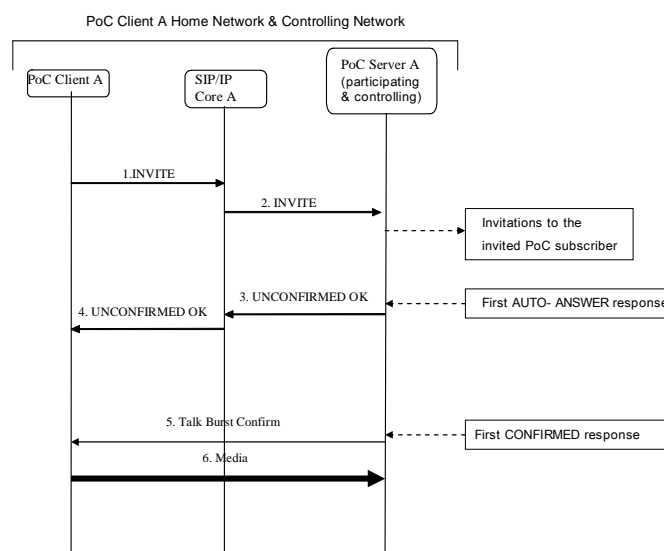 PoC Client A Home Network & Controlling Network
PoC Client A
SIP/IP
Core A
PoC Server A
(participating
& controlling)
1.INVITE
2. INVITE
Invitations to the
invited PoC subscriber
3. UNCONFIRMED OK
4. UNCONFIRMED OK
First AUTO- ANSWER response
5. Talk Burst Confirm
First CONFIRMED response
6. Media